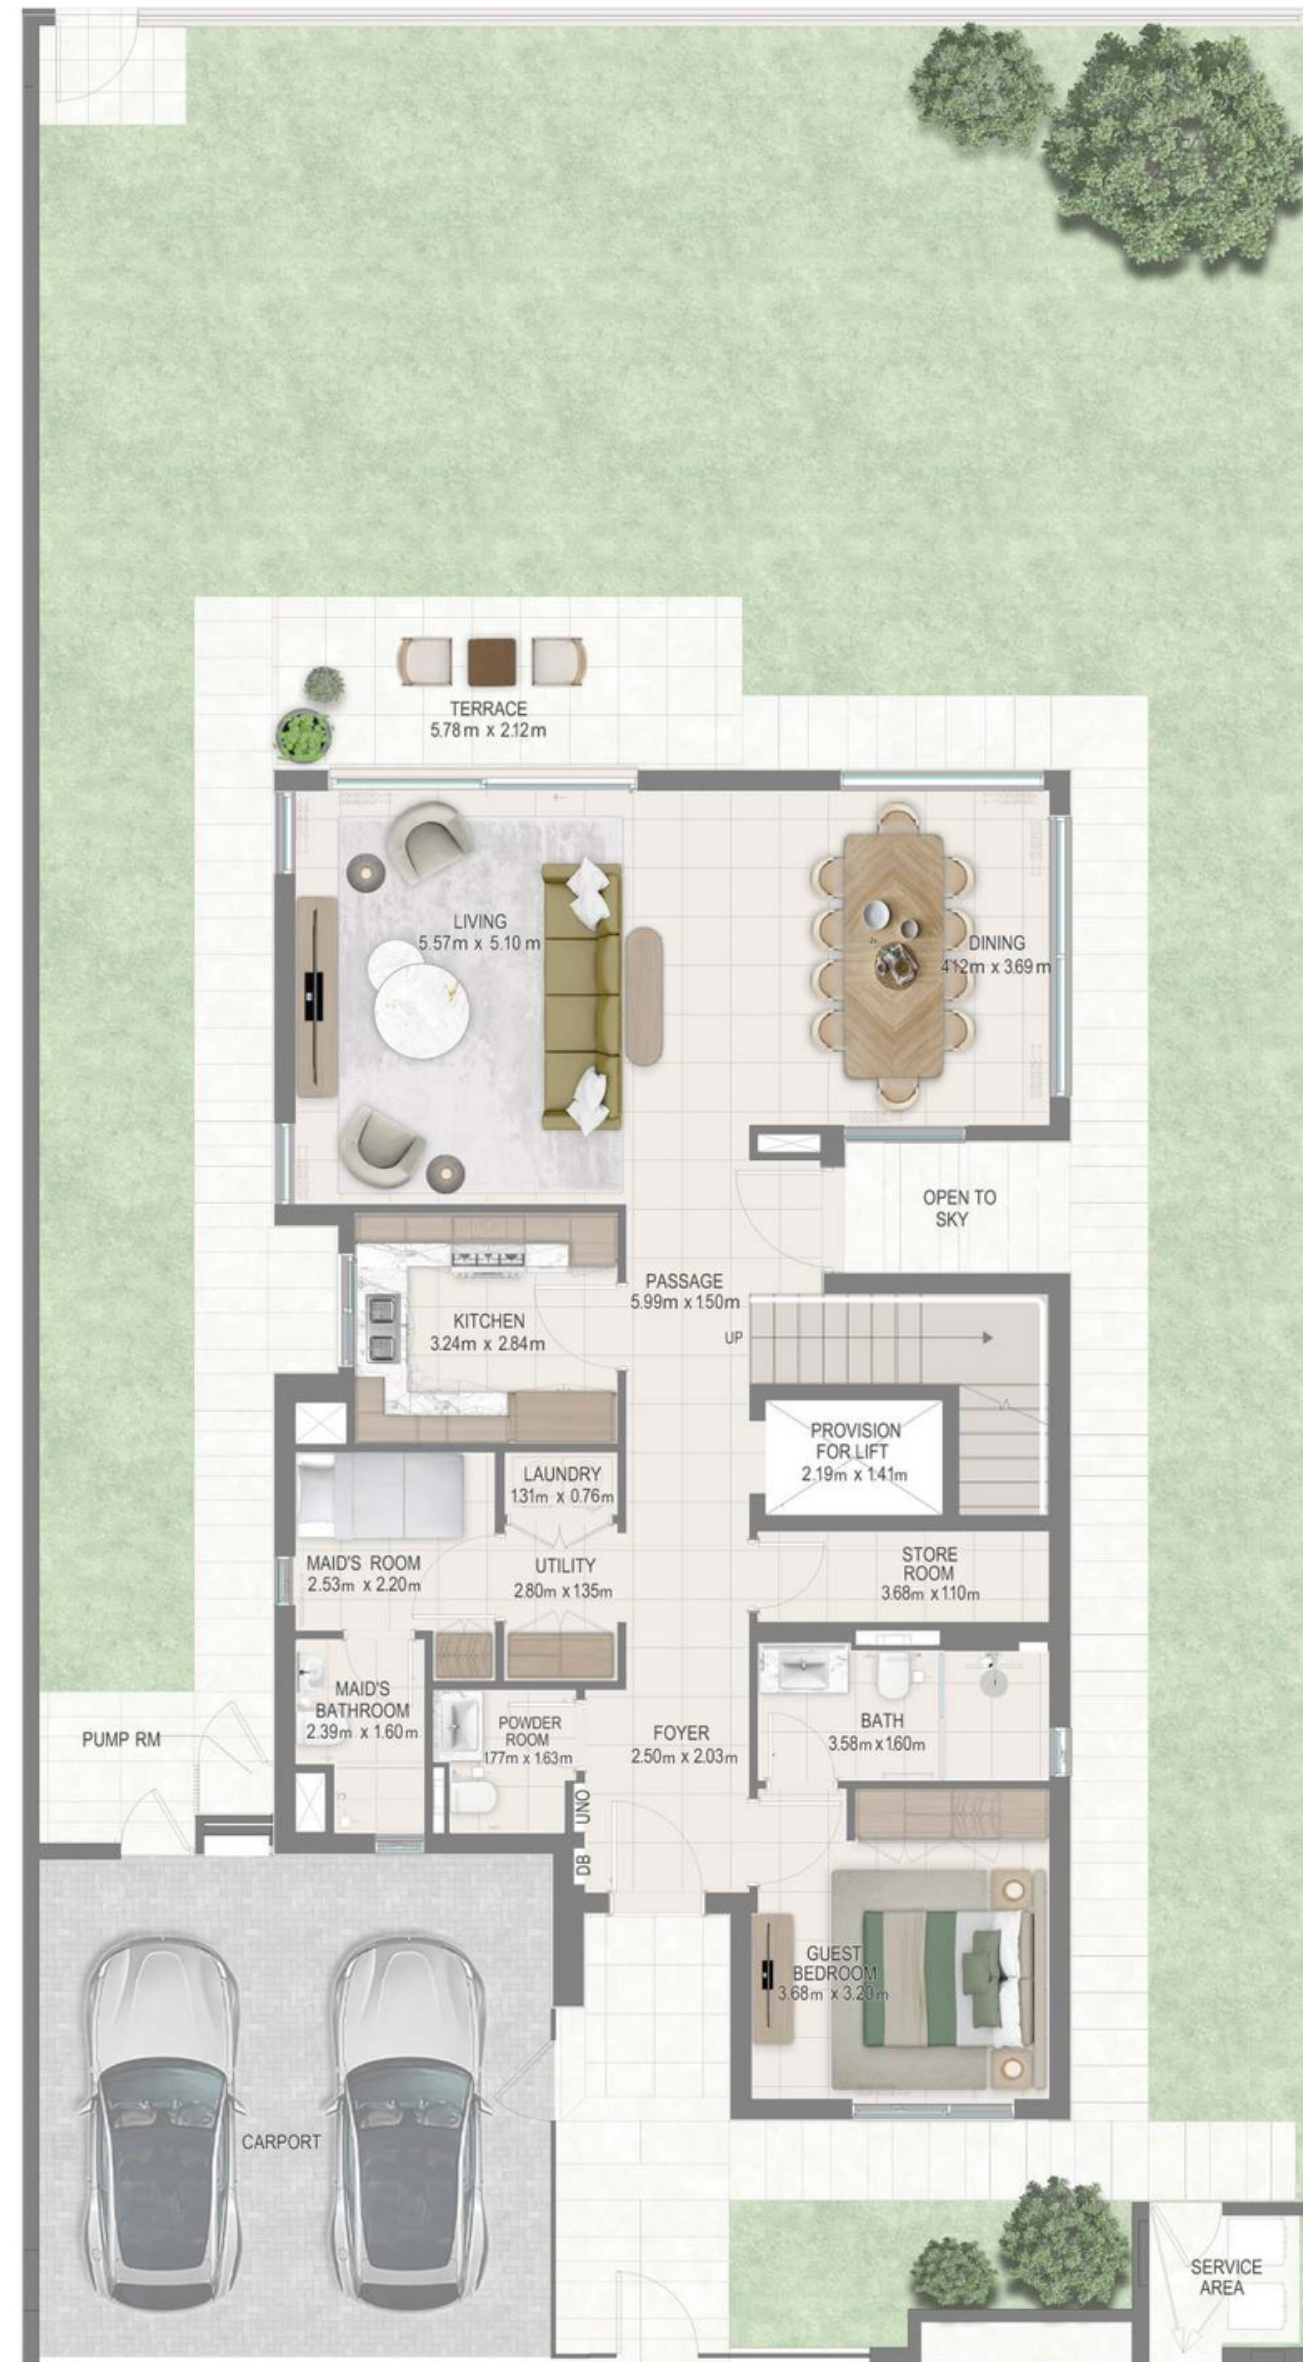 TERRACE
5.78m x 2.12m
LIVING
5.57m x 5.10 m
DINING
4.12m x 3.69 m
OPEN TO
SKY
PASSAGE
5.99m x 1.50m
KITCHEN
3.24m x 2.84m
UP
PROVISION
FOR LIFT
2.19m x 1.41m
LAUNDRY
1.31m x 0.76m
MAID'S ROOM
2.53m x 2.20m
UTILITY
2.80m x 1.35m
STORE
ROOM
3.68m x 1.10m
MAID'S
BATHROOM
2.39m x 1.60m
POWDER
ROOM
1.77m x 1.63m
FOYER
2.50m x 2.03m
BATH
3.58m x 1.60m
PUMP RM
UNO
DB
GUEST
BEDROOM
3.68m x 3.20m
CARPORT
SERVICE
AREA